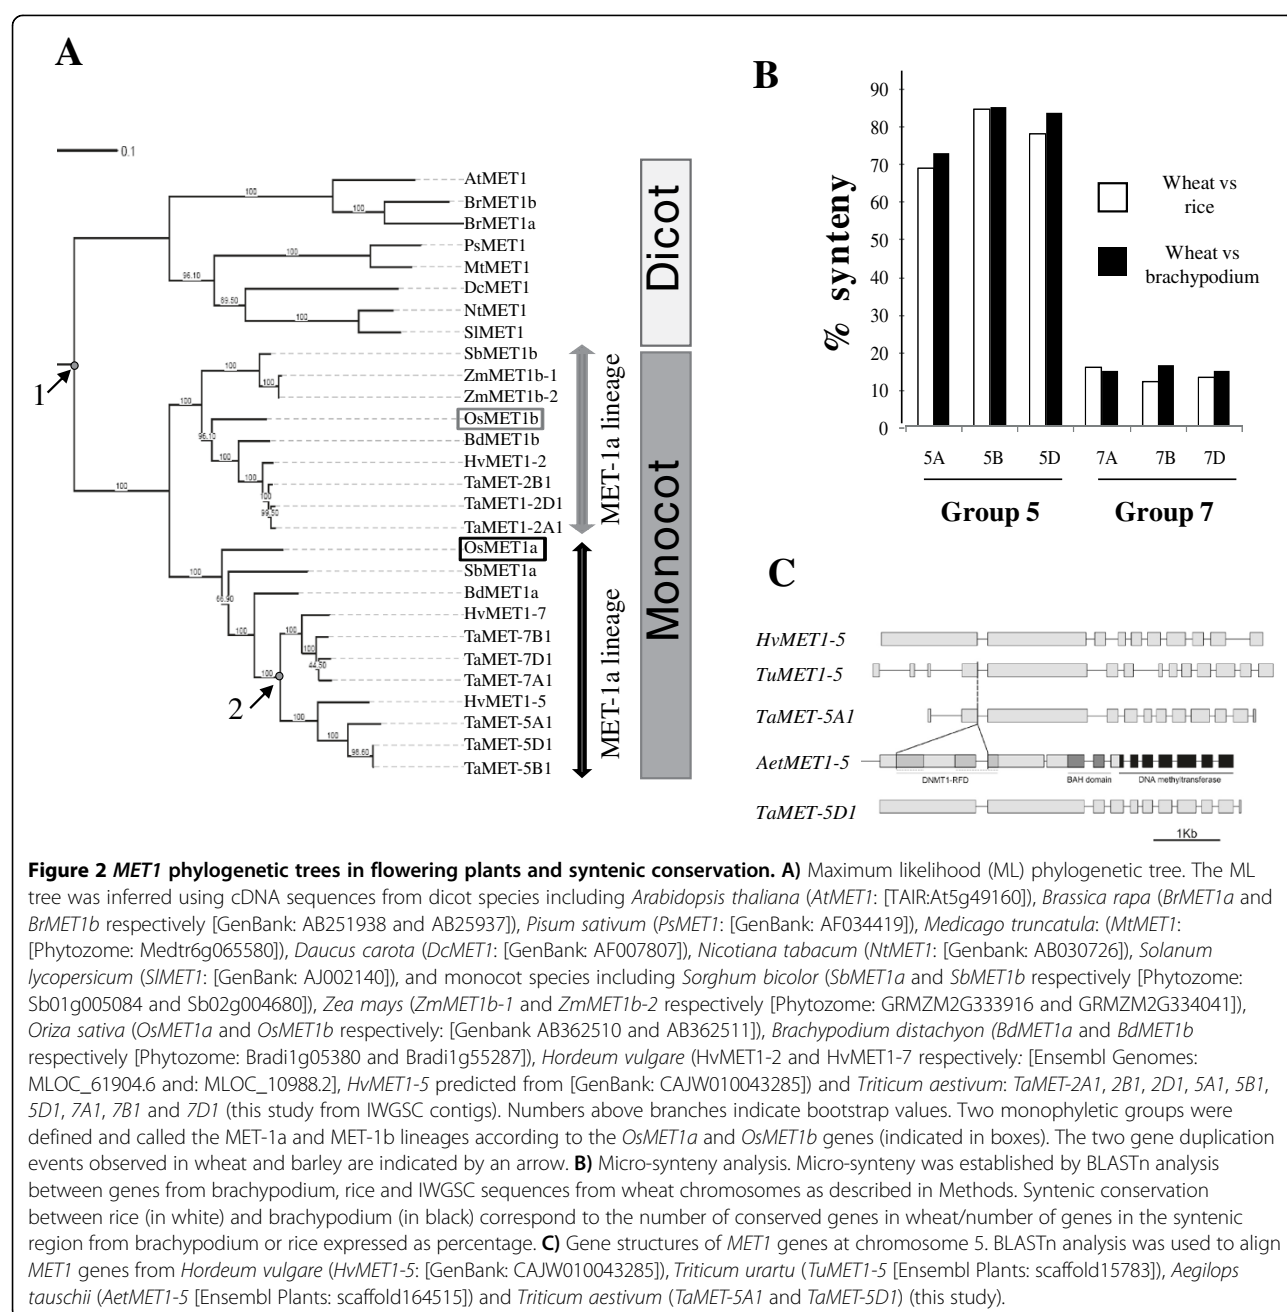 A
0.1
100
AtMET1
BrMET1b
100
BrMET1a
PsMET1
100
MtMET1
96.10
DcMET1
89.50
NtMET1
100
SlMET1
SbMET1b
100
ZmMET1b-1
100
ZmMET1b-2
OsMET1b
96.10
BdMET1b
100
HvMET1-2
100
TaMET-2B1
100
TaMET1-2D1
99.50
TaMET1-2A1
100
OsMET1a
100
SbMET1a
66.90
BdMET1a
100
HvMET1-7
100
TaMET-7B1
100
TaMET-7D1
44.50
TaMET-7A1
100
HvMET1-5
100
TaMET-5A1
100
TaMET-5D1
98.60
TaMET-5B1
1
2
MET-1a lineage
MET-1a lineage
Dicot
Monocot
B
% synteny
90
80
70
60
50
40
30
20
10
0
5A
5B
5D
7A
7B
7D
Group 5
Group 7
Wheat vs
rice
Wheat vs
brachypodium
C
HvMET1-5
TuMET1-5
TaMET-5A1
AetMET1-5
DNMT1-RFD
BAH domain
DNA methyltransferase
TaMET-5D1
1Kb
Figure 2 MET1 phylogenetic trees in flowering plants and syntenic conservation. A) Maximum likelihood (ML) phylogenetic tree. The ML
tree was inferred using cDNA sequences from dicot species including Arabidopsis thaliana (AtMET1: [TAIR:At5g49160]), Brassica rapa (BrMET1a and
BrMET1b respectively [GenBank: AB251938 and AB25937]), Pisum sativum (PsMET1: [GenBank: AF034419]), Medicago truncatula: (MtMET1:
[Phytozome: Medtr6g065580]), Daucus carota (DcMET1: [GenBank: AF007807]), Nicotiana tabacum (NtMET1: [Genbank: AB030726]), Solanum
lycopersicum (SlMET1: [GenBank: AJ002140]), and monocot species including Sorghum bicolor (SbMET1a and SbMET1b respectively [Phytozome:
Sb01g005084 and Sb02g004680]), Zea mays (ZmMET1b-1 and ZmMET1b-2 respectively [Phytozome: GRMZM2G333916 and GRMZM2G334041]),
Oriza sativa (OsMET1a and OsMET1b respectively: [Genbank AB362510 and AB362511]), Brachypodium distachyon (BdMET1a and BdMET1b
respectively [Phytozome: Bradi1g05380 and Bradi1g55287]), Hordeum vulgare (HvMET1-2 and HvMET1-7 respectively: [Ensembl Genomes:
MLOC_61904.6 and: MLOC_10988.2], HvMET1-5 predicted from [GenBank: CAJW010043285]) and Triticum aestivum: TaMET-2A1, 2B1, 2D1, 5A1, 5B1,
5D1, 7A1, 7B1 and 7D1 (this study from IWGSC contigs). Numbers above branches indicate bootstrap values. Two monophyletic groups were
defined and called the MET-1a and MET-1b lineages according to the OsMET1a and OsMET1b genes (indicated in boxes). The two gene duplication
events observed in wheat and barley are indicated by an arrow. B) Micro-synteny analysis. Micro-synteny was established by BLASTn analysis
between genes from brachypodium, rice and IWGSC sequences from wheat chromosomes as described in Methods. Syntenic conservation
between rice (in white) and brachypodium (in black) correspond to the number of conserved genes in wheat/number of genes in the syntenic
region from brachypodium or rice expressed as percentage. C) Gene structures of MET1 genes at chromosome 5. BLASTn analysis was used to align
MET1 genes from Hordeum vulgare (HvMET1-5: [GenBank: CAJW010043285]), Triticum urartu (TuMET1-5 [Ensembl Plants: scaffold15783]), Aegilops
tauschii (AetMET1-5 [Ensembl Plants: scaffold164515]) and Triticum aestivum (TaMET-5A1 and TaMET-5D1) (this study).